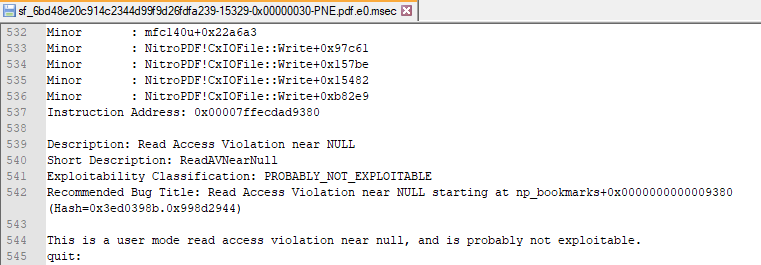 sf_6bd48e20c914c2344d99f9d26fdfa239-15329-0x00000030-PNE.pdf.e0.msec
532 Minor : mfc140u+0x22a6a3
533 Minor : NitroPDF!CxIOFile::Write+0x97c61
534 Minor : NitroPDF!CxIOFile::Write+0x157be
535 Minor : NitroPDF!CxIOFile::Write+0x15482
536 Minor : NitroPDF!CxIOFile::Write+0xb82e9
537 Instruction Address: 0x00007ffecdad9380
538
539 Description: Read Access Violation near NULL
540 Short Description: ReadAVNearNull
541 Exploitability Classification: PROBABLY_NOT_EXPLOITABLE
542 Recommended Bug Title: Read Access Violation near NULL starting at np_bookmarks+0x0000000000009380
(Hash=0x3ed0398b.0x998d2944)
543
544 This is a user mode read access violation near null, and is probably not exploitable.
545 quit: